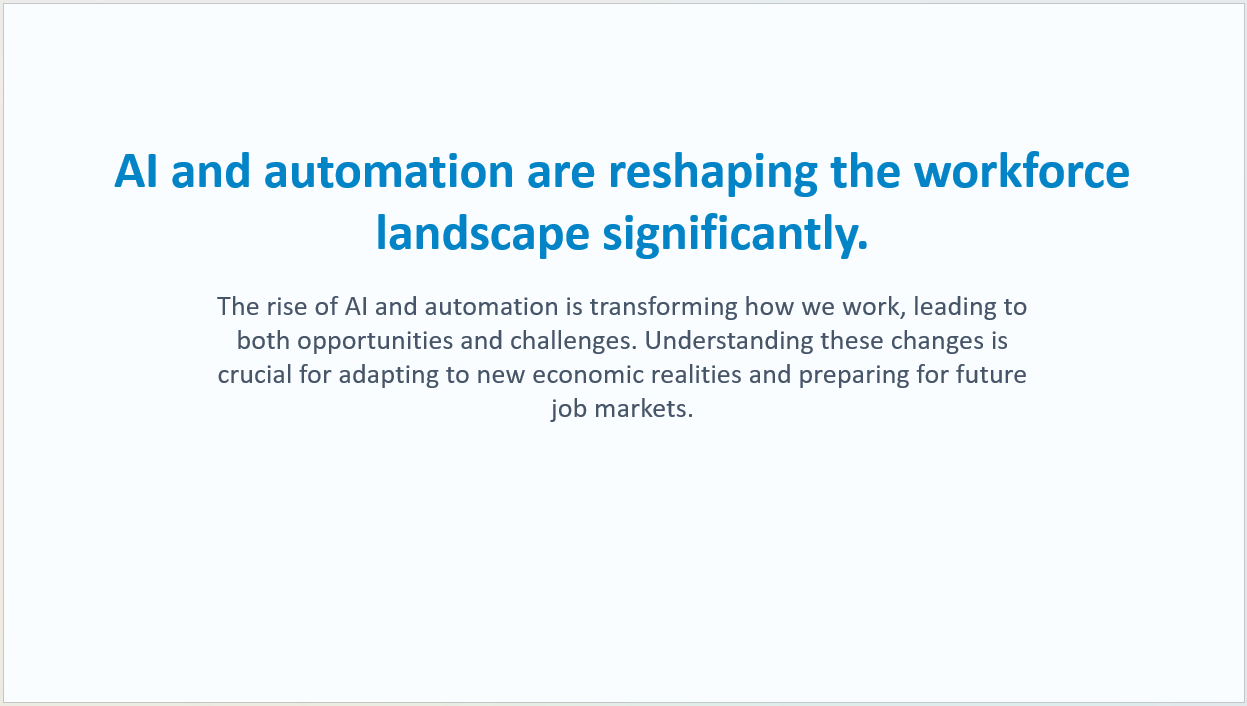 AI and automation are reshaping the workforce
landscape significantly.
The rise of AI and automation is transforming how we work, leading to
both opportunities and challenges. Understanding these changes is
crucial for adapting to new economic realities and preparing for future
job markets.